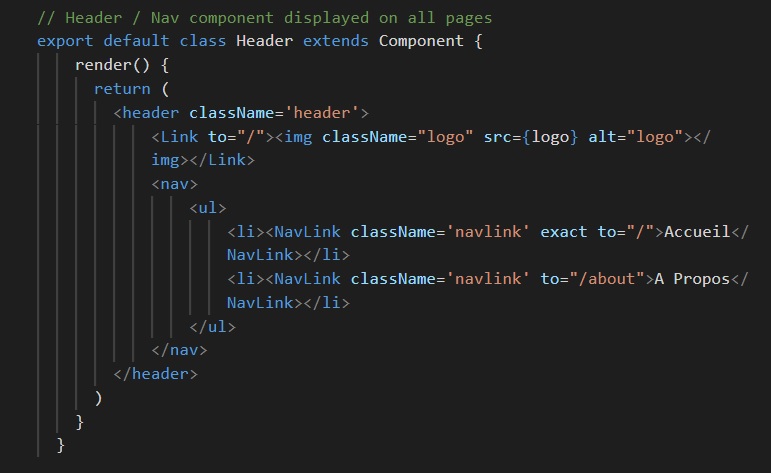 // Header / Nav component displayed on all pages
export default class Header extends Component {
render() {
return (
<header className='header'>
<Link to="/"><img className="logo" src={logo} alt="logo"></
img></Link>
<nav>
<ul>
<li><NavLink className='navlink' exact to="/">Accueil</
NavLink></li>
<li><NavLink className='navlink' to="/about">A Propos</
NavLink></li>
</ul>
</nav>
</header>
)
}
}